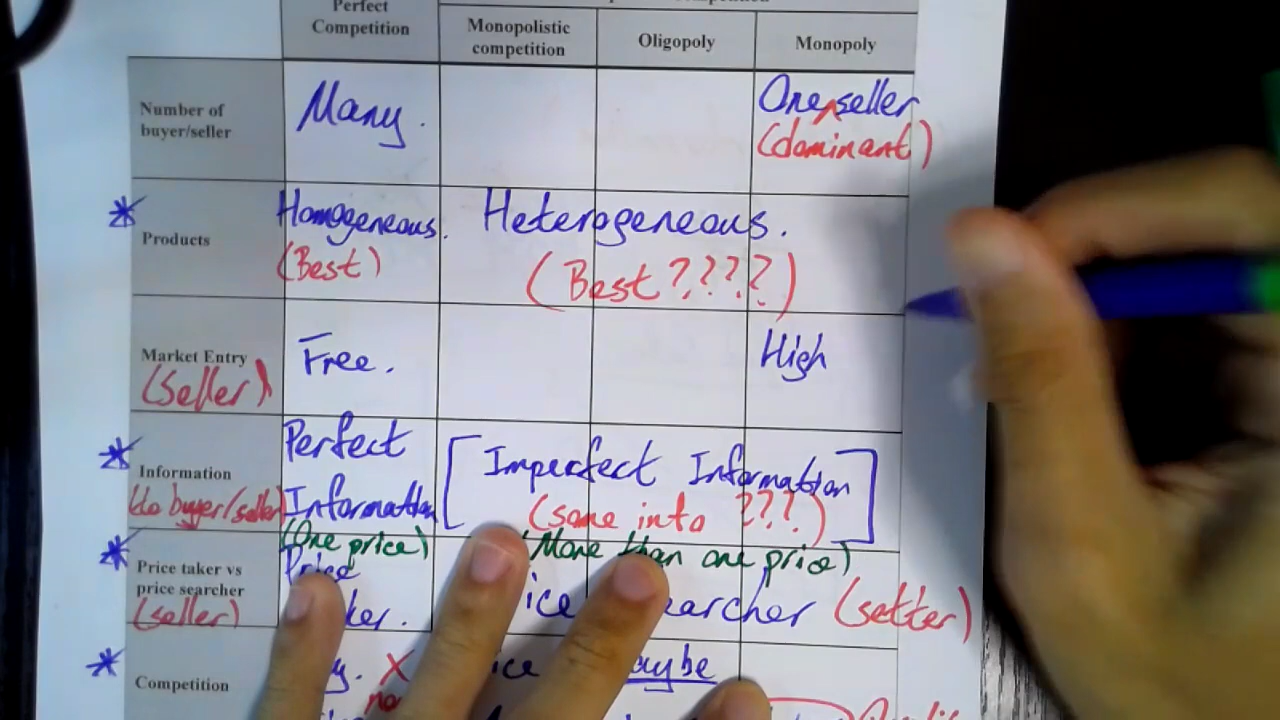 Perfect
Competition
Monopolistic
competition
Oligopoly
Monopoly
Number of
buyer/seller
Many.
One seller
(dominant)
Products
Homogeneous.
(Best)
Heterogeneous.
(Best????)
Market Entry
(seller)
Free.
High
Information
(to buyer/seller)
Perfect
Information
(One price)
Imperfect Information
(some info ???)
(More than one price)
Price taker vs
price searcher
(seller)
Price
(setter)
Competition